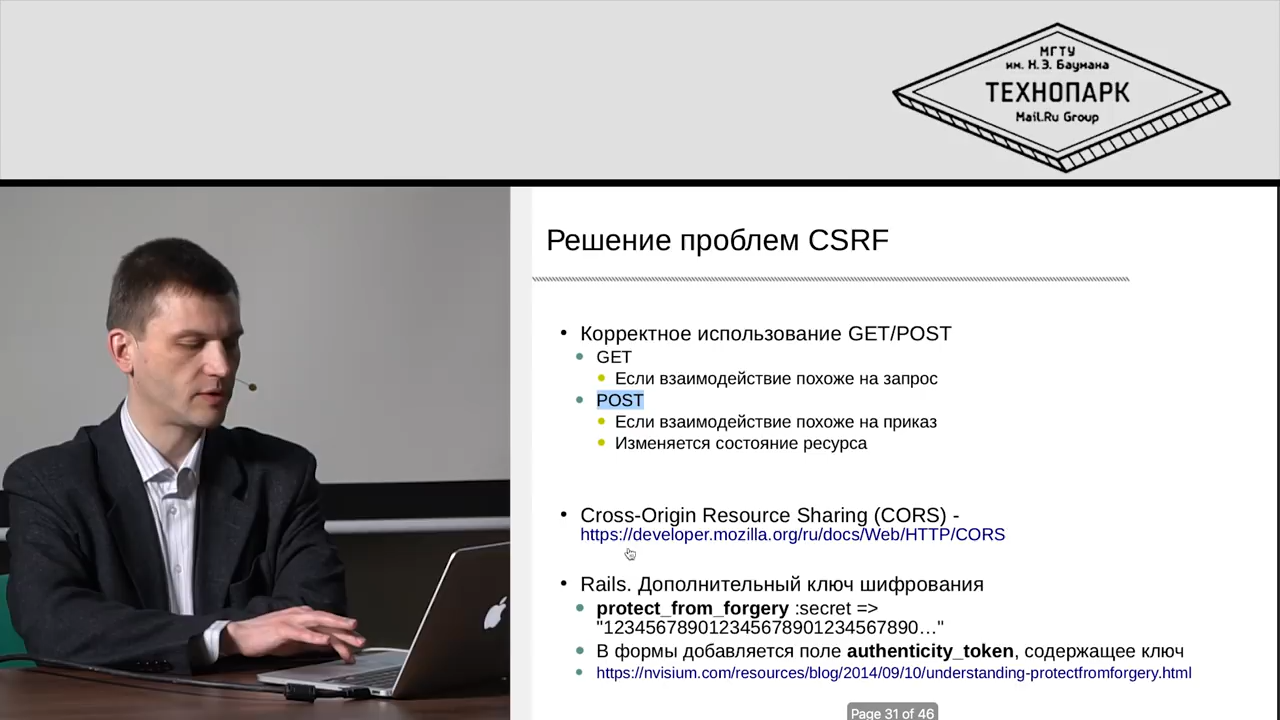 МГТУ
им. Н.Э. Баумана
ТЕХНОПАРК
Mail.Ru Group
Решение проблем CSRF
Корректное использование GET/POST
GET
Если взаимодействие похоже на запрос
POST
Если взаимодействие похоже на приказ
Изменяется состояние ресурса
Cross-Origin Resource Sharing (CORS) -
https://developer.mozilla.org/ru/docs/Web/HTTP/CORS
Rails. Дополнительный ключ шифрования
protect_from_forgery :secret =>
"123456789012345678901234567890…"
В формы добавляется поле authenticity_token, содержащее ключ
https://nvisium.com/resources/blog/2014/09/10/understanding-protectfromforgery.html
Page 31 of 46